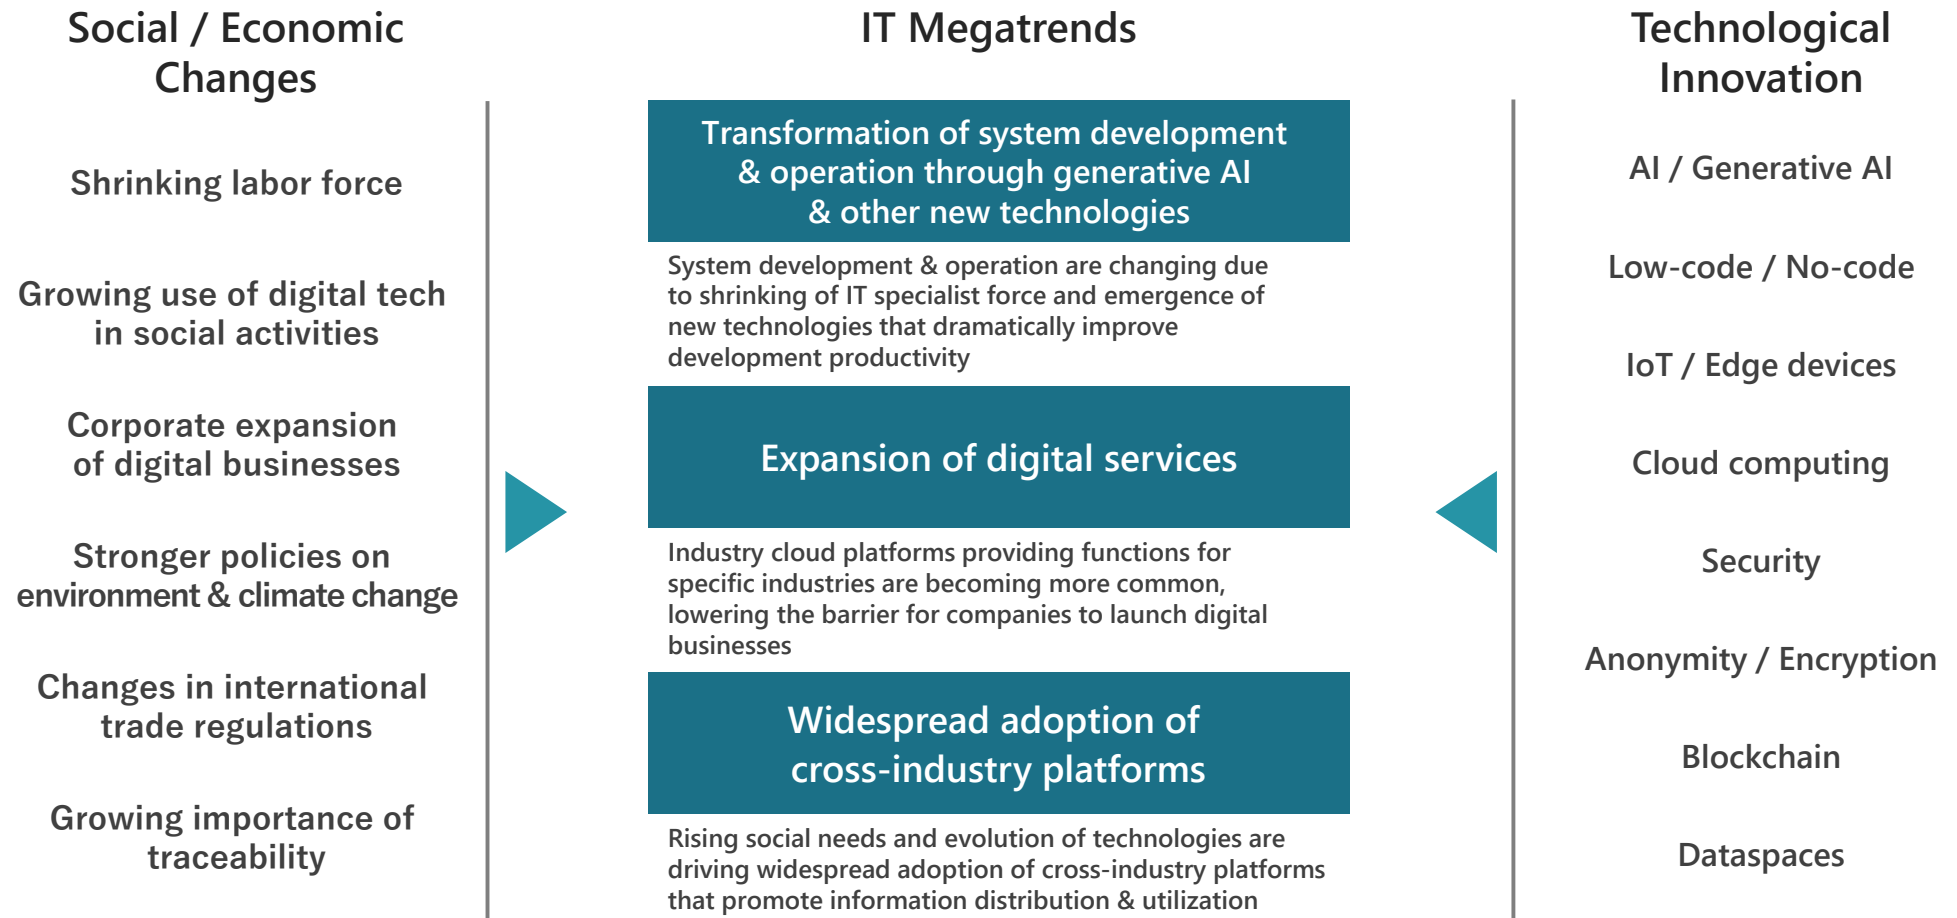 Social / Economic
Changes
Shrinking labor force
Growing use of digital tech
in social activities
Corporate expansion
of digital businesses
Stronger policies on
environment & climate change
Changes in international
trade regulations
Growing importance of
traceability
IT Megatrends
Transformation of system development
& operation through generative AI
& other new technologies
System development & operation are changing due
to shrinking of IT specialist force and emergence of
new technologies that dramatically improve
development productivity
Expansion of digital services
Industry cloud platforms providing functions for
specific industries are becoming more common,
lowering the barrier for companies to launch digital
businesses
Widespread adoption of
cross-industry platforms
Rising social needs and evolution of technologies are
driving widespread adoption of cross-industry platforms
that promote information distribution & utilization
Technological
Innovation
AI / Generative AI
Low-code / No-code
IoT / Edge devices
Cloud computing
Security
Anonymity / Encryption
Blockchain
Dataspaces